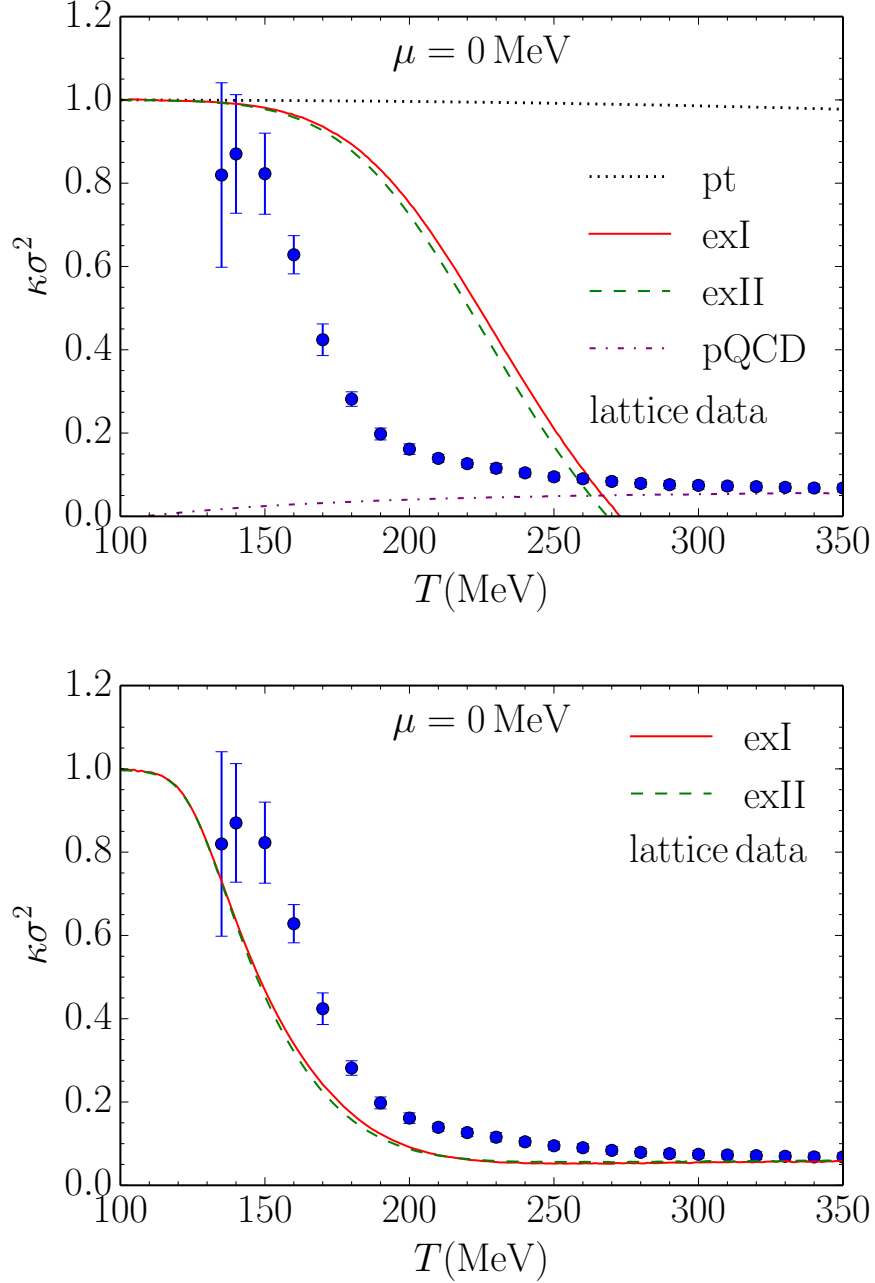 1.2
1.0
0.8
0.6
0.4
0.2
0.0
κσ²
μ = 0 MeV
pt
exI
exII
pQCD
lattice data
100 150 200 250 300 350
T(MeV)
1.2
1.0
0.8
0.6
0.4
0.2
0.0
κσ²
μ = 0 MeV
exI
exII
lattice data
100 150 200 250 300 350
T(MeV)